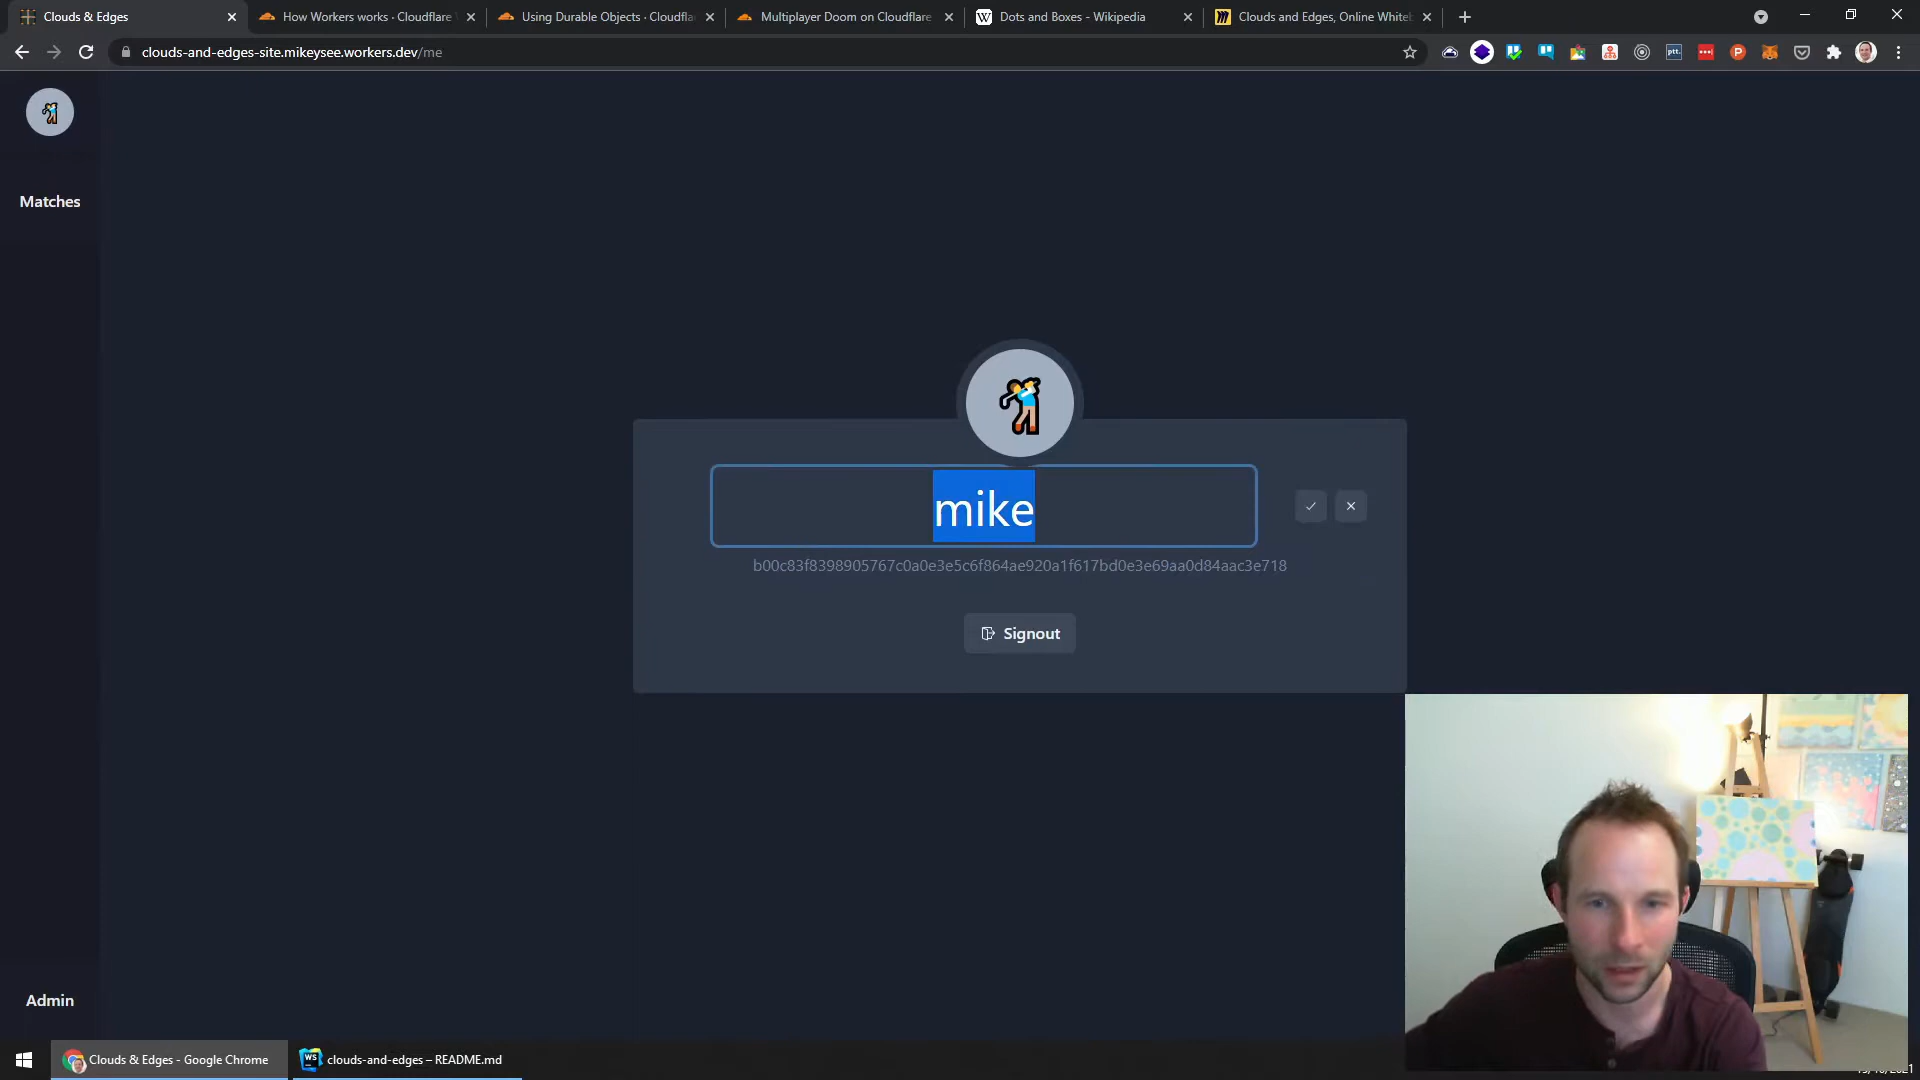 Clouds & Edges
How Workers works · Cloudflare
Using Durable Objects · Cloudfla
Multiplayer Doom on Cloudflare
Dots and Boxes - Wikipedia
Clouds and Edges, Online White
clouds-and-edges-site.mikeysee.workers.dev/me
ptt.
Matches
mike
b00c83f8398905767c0a0e3e5c6f864ae920a1f617bd0e3e69aa0d84aac3e718
Signout
Admin
Clouds & Edges - Google Chrome
WS
clouds-and-edges – README.md